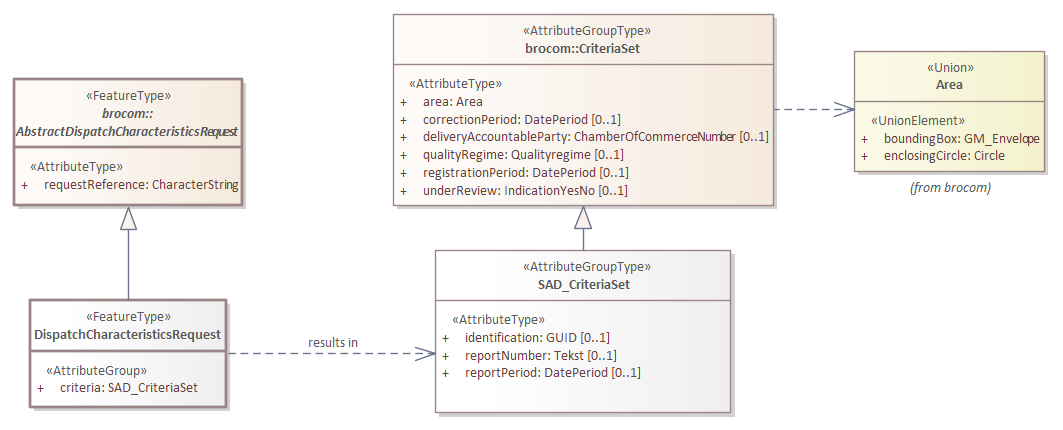 «FeatureType»
brocom::
AbstractDispatchCharacteristicsRequest
«AttributeType»
+ requestReference: CharacterString
«AttributeGroupType»
brocom::CriteriaSet
«AttributeType»
+ area: Area
+ correctionPeriod: DatePeriod [0..1]
+ deliveryAccountableParty: ChamberOfCommerceNumber [0..1]
+ qualityRegime: Qualityregime [0..1]
+ registrationPeriod: DatePeriod [0..1]
+ underReview: IndicationYesNo [0..1]
«Union»
Area
«UnionElement»
+ boundingBox: GM_Envelope
+ enclosingCircle: Circle
(from brocom)
«FeatureType»
DispatchCharacteristicsRequest
«AttributeGroup»
+ criteria: SAD_CriteriaSet
results in
«AttributeGroupType»
SAD_CriteriaSet
«AttributeType»
+ identification: GUID [0..1]
+ reportNumber: Tekst [0..1]
+ reportPeriod: DatePeriod [0..1]